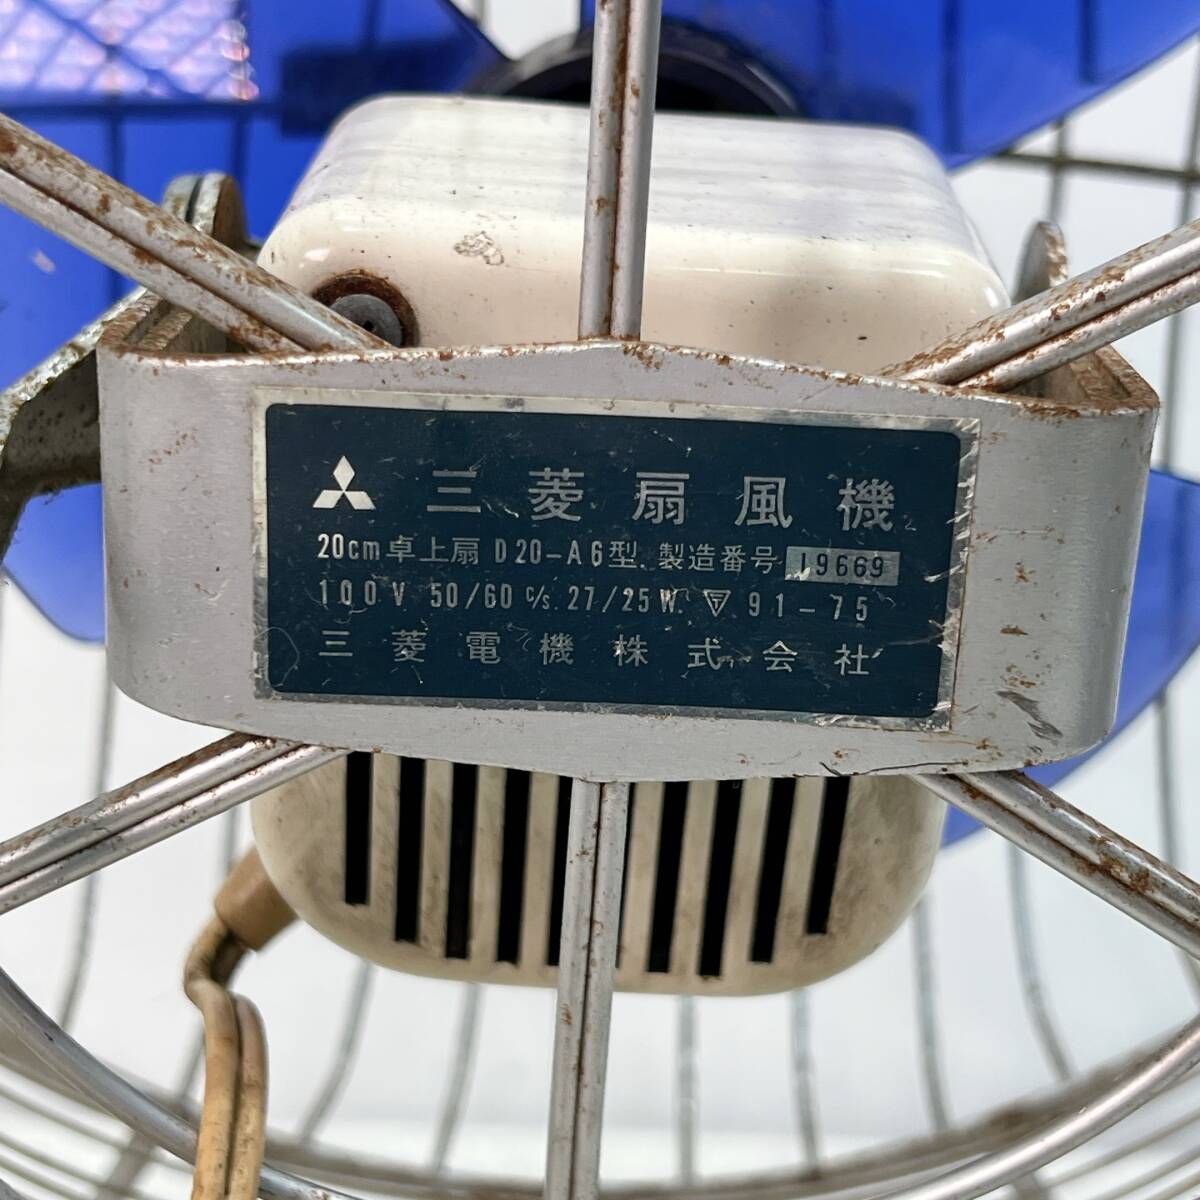 三菱扇風機
20cm卓上扇 D20-A6型 製造番号 19669
100V 50/60 c/s. 27/25W. 〒 91-75
三菱電機株式会社